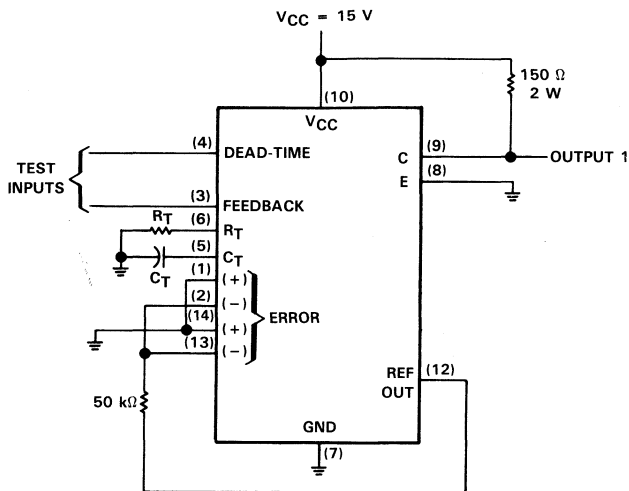 VCC = 15 V
150 Ω
2 W
(10)
VCC
(4)
DEAD-TIME
(9)
C
OUTPUT 1
TEST
INPUTS
(8)
E
(3)
FEEDBACK
RT
(6)
RT
(5)
CT
CT
(1)
(+)
(2)
(-)
ERROR
(14)
(+)
(13)
(-)
(12)
REF
OUT
50 kΩ
GND
(7)